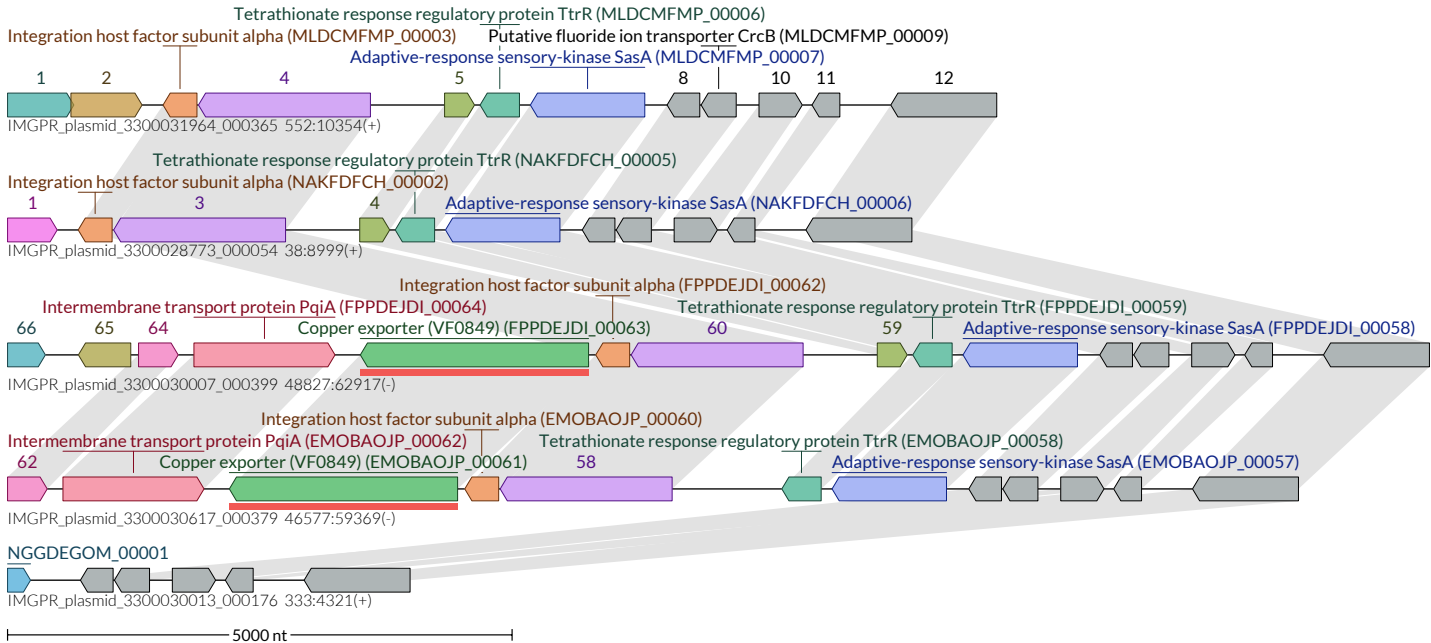 Tetrathionate response regulatory protein TtrR (MLDCMFMP_00006)
Integration host factor subunit alpha (MLDCMFMP_00003) Putative fluoride ion transporter CrcB (MLDCMFMP_00009)
Adaptive-response sensory-kinase SasA (MLDCMFMP_00007)
1 2 4 5 8 10 11 12
IMGPR_plasmid_3300031964_000365 552:10354(+)
Tetrathionate response regulatory protein TtrR (NAKFDFCH_00005)
Integration host factor subunit alpha (NAKFDFCH_00002)
1 3 4 Adaptive-response sensory-kinase SasA (NAKFDFCH_00006)
IMGPR_plasmid_3300028773_000054 38:8999(+)
Integration host factor subunit alpha (FPPDEJDI_00062)
Intermembrane transport protein PqiA (FPPDEJDI_00064) Tetrathionate response regulatory protein TtrR (FPPDEJDI_00059)
66 65 64 Copper exporter (VF0849) (FPPDEJDI_00063) 60 59 Adaptive-response sensory-kinase SasA (FPPDEJDI_00058)
IMGPR_plasmid_3300030007_000399 48827:62917(-)
Integration host factor subunit alpha (EMOBAOJP_00060)
Intermembrane transport protein PqiA (EMOBAOJP_00062) Tetrathionate response regulatory protein TtrR (EMOBAOJP_00058)
62 Copper exporter (VF0849) (EMOBAOJP_00061) 58 Adaptive-response sensory-kinase SasA (EMOBAOJP_00057)
IMGPR_plasmid_3300030617_000379 46577:59369(-)
NGGDEGOM_00001
IMGPR_plasmid_3300030013_000176 333:4321(+)
5000 nt